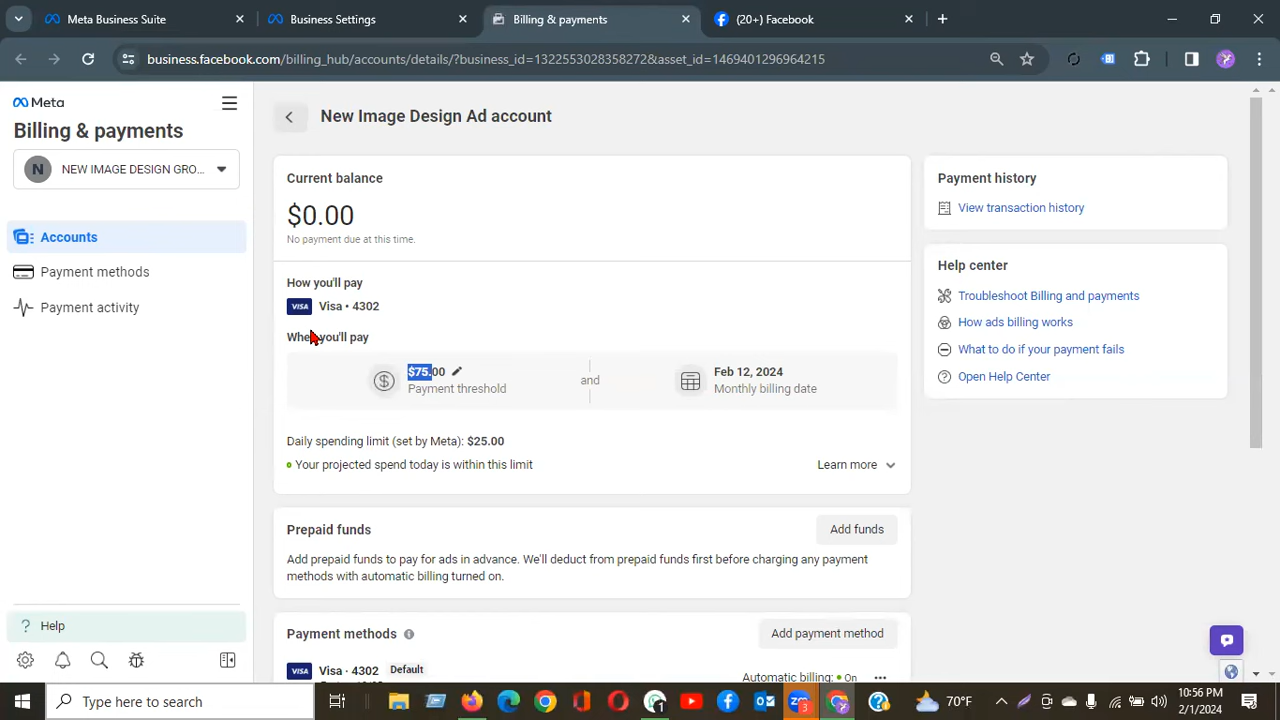 Meta Business Suite
Business Settings
Billing & payments
(20+) Facebook
business.facebook.com/billing_hub/accounts/details/?business_id=1322553028358272&asset_id=1469401296964215
Meta
Billing & payments
N NEW IMAGE DESIGN GRO...
Accounts
Payment methods
Payment activity
Help
New Image Design Ad account
Current balance
$0.00
No payment due at this time.
How you'll pay
VISA Visa • 4302
When you'll pay
$75.00
Payment threshold
and
Feb 12, 2024
Monthly billing date
Daily spending limit (set by Meta): $25.00
Your projected spend today is within this limit
Learn more
Prepaid funds
Add funds
Add prepaid funds to pay for ads in advance. We'll deduct from prepaid funds first before charging any payment
methods with automatic billing turned on.
Payment methods
Add payment method
VISA Visa · 4302 Default
Automatic billing: On
Payment history
View transaction history
Help center
Troubleshoot Billing and payments
How ads billing works
What to do if your payment fails
Open Help Center
Type here to search
70°F
10:56 PM
2/1/2024